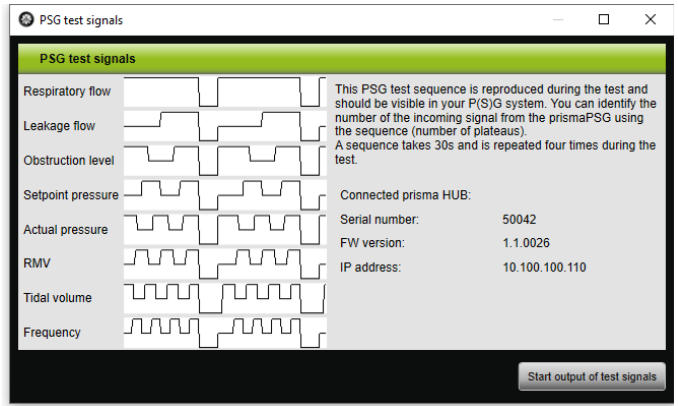 PSG test signals
PSG test signals
Respiratory flow
Leakage flow
Obstruction level
Setpoint pressure
Actual pressure
RMV
Tidal volume
Frequency
This PSG test sequence is reproduced during the test and
should be visible in your P(S)G system. You can identify the
number of the incoming signal from the prismaPSG using
the sequence (number of plateaus).
A sequence takes 30s and is repeated four times during the
test.
Connected prisma HUB:
Serial number: 50042
FW version: 1.1.0026
IP address: 10.100.100.110
Start output of test signals